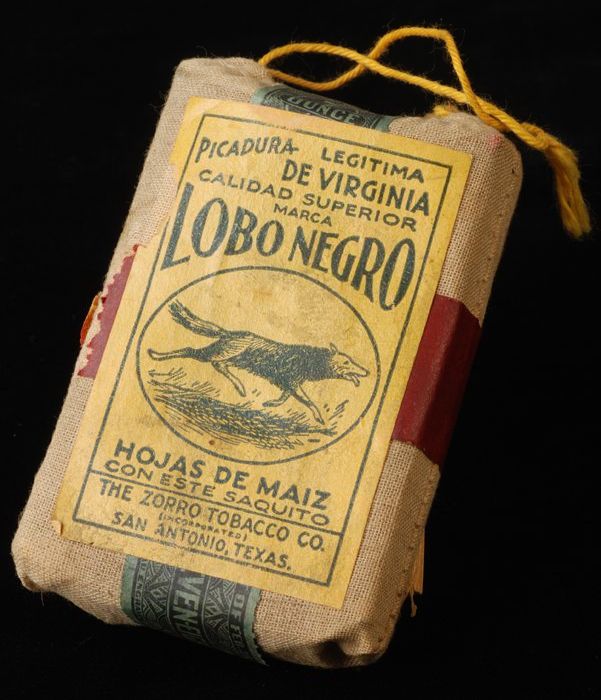 OUNCE
PICADURA LEGITIMA
DE VIRGINIA
CALIDAD SUPERIOR
MARCA
LOBO NEGRO
HOJAS DE MAIZ
CON ESTE SAQUITO
THE ZORRO TOBACCO CO.
(INCORPORATED)
SAN ANTONIO, TEXAS.